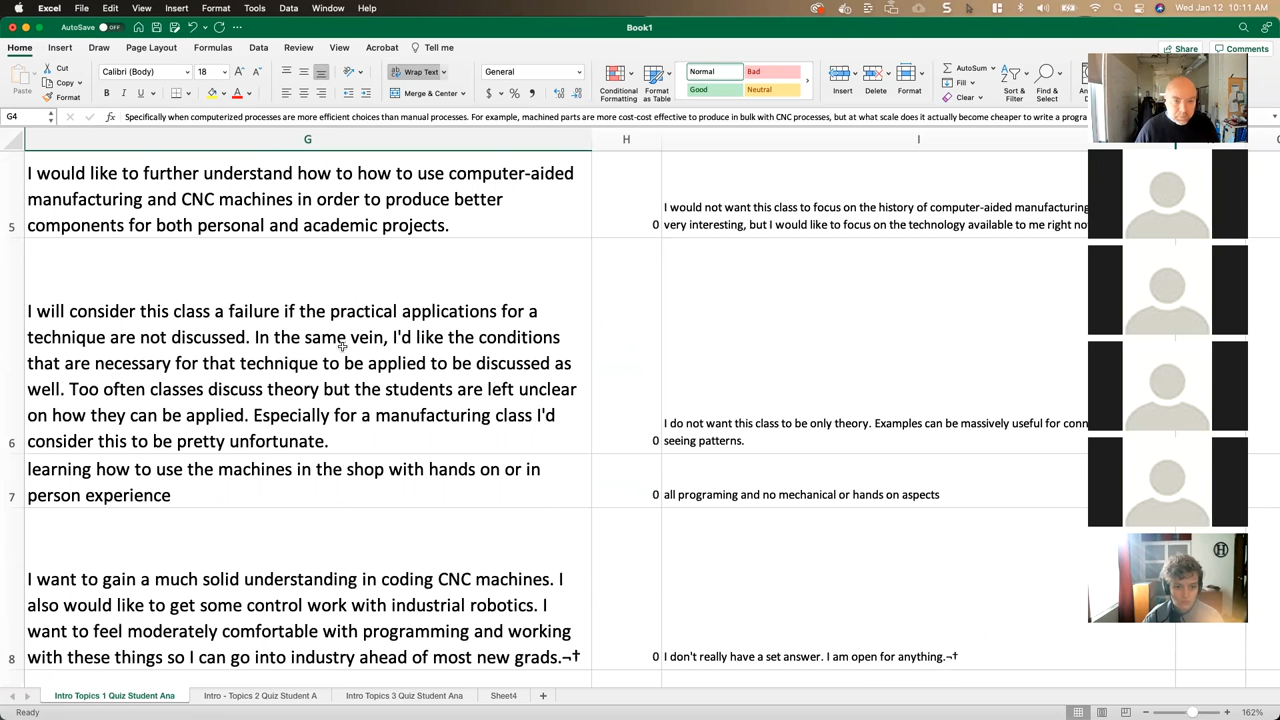 Excel File Edit View Insert Format Tools Data Window Help Wed Jan 12 10:11 AM
AutoSave OFF Book1
Home Insert Draw Page Layout Formulas Data Review View Acrobat Tell me Share Comments
Paste Cut Copy Format
Calibri (Body) 18 A A
B I U A
Wrap Text
Merge & Center
General
$ % ,
Conditional Formatting Format as Table
Normal Bad
Good Neutral
Insert Delete Format
AutoSum
Fill
Clear
Sort & Filter Find & Select
G4 fx Specifically when computerized processes are more efficient choices than manual processes. For example, machined parts are more cost-cost effective to produce in bulk with CNC processes, but at what scale does it actually become cheaper to write a progra
G H I
5
I would like to further understand how to how to use computer-aided
manufacturing and CNC machines in order to produce better
components for both personal and academic projects.
0
I would not want this class to focus on the history of computer-aided manufacturing
very interesting, but I would like to focus on the technology available to me right no
6
I will consider this class a failure if the practical applications for a
technique are not discussed. In the same vein, I'd like the conditions
that are necessary for that technique to be applied to be discussed as
well. Too often classes discuss theory but the students are left unclear
on how they can be applied. Especially for a manufacturing class I'd
consider this to be pretty unfortunate.
0
I do not want this class to be only theory. Examples can be massively useful for conn
seeing patterns.
7
learning how to use the machines in the shop with hands on or in
person experience
0
all programing and no mechanical or hands on aspects
8
I want to gain a much solid understanding in coding CNC machines. I
also would like to get some control work with industrial robotics. I
want to feel moderately comfortable with programming and working
with these things so I can go into industry ahead of most new grads.¬†
0
I don't really have a set answer. I am open for anything.¬†
Intro Topics 1 Quiz Student Ana Intro - Topics 2 Quiz Student A Intro Topics 3 Quiz Student Ana Sheet4 +
Ready 162%